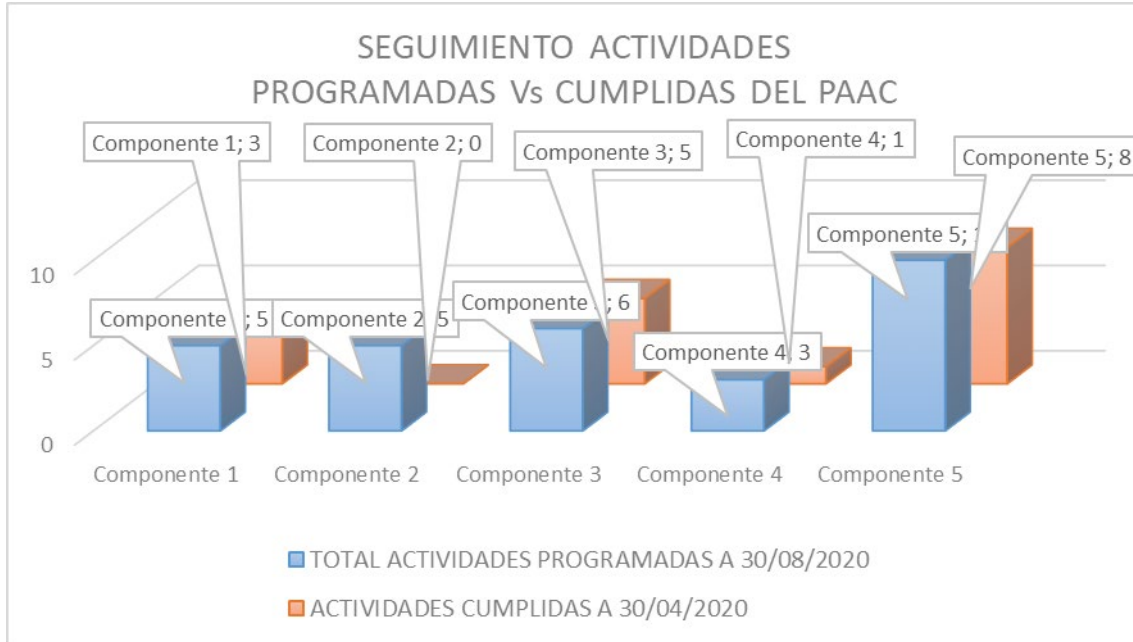 SEGUIMIENTO ACTIVIDADES
PROGRAMADAS Vs CUMPLIDAS DEL PAAC
Componente 1; 3
Componente 2; 0
Componente 3; 5
Componente 4; 1
Componente 5; 8
Componente 5;
Componente ; 5
Componente 2; 5
Componente ; 6
Componente 4; 3
10
5
0
Componente 1
Componente 2
Componente 3
Componente 4
Componente 5
TOTAL ACTIVIDADES PROGRAMADAS A 30/08/2020
ACTIVIDADES CUMPLIDAS A 30/04/2020